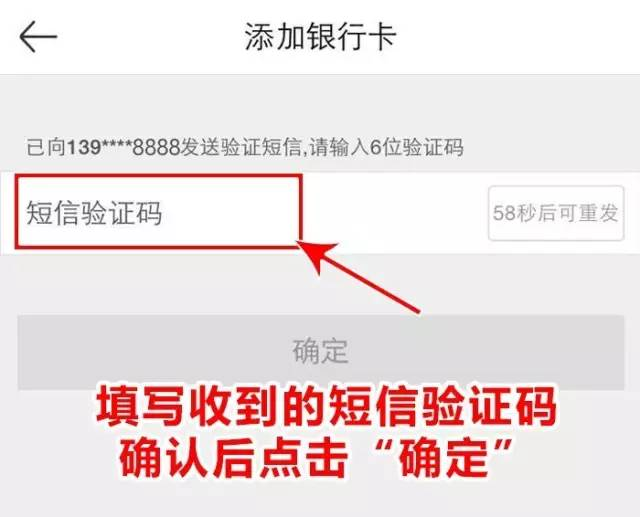 添加银行卡
已向139****8888发送验证短信,请输入6位验证码
短信验证码
58秒后可重发
确定
填写收到的短信验证码
确认后点击“确定”